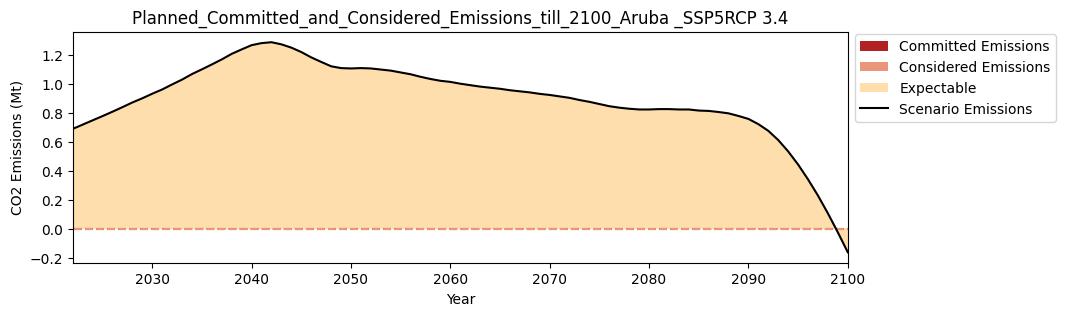 Planned_Committed_and_Considered_Emissions_till_2100_Aruba _SSP5RCP 3.4
CO2 Emissions (Mt)
1.2
1.0
0.8
0.6
0.4
0.2
0.0
−0.2
2030 2040 2050 2060 2070 2080 2090 2100
Year
Committed Emissions
Considered Emissions
Expectable
Scenario Emissions